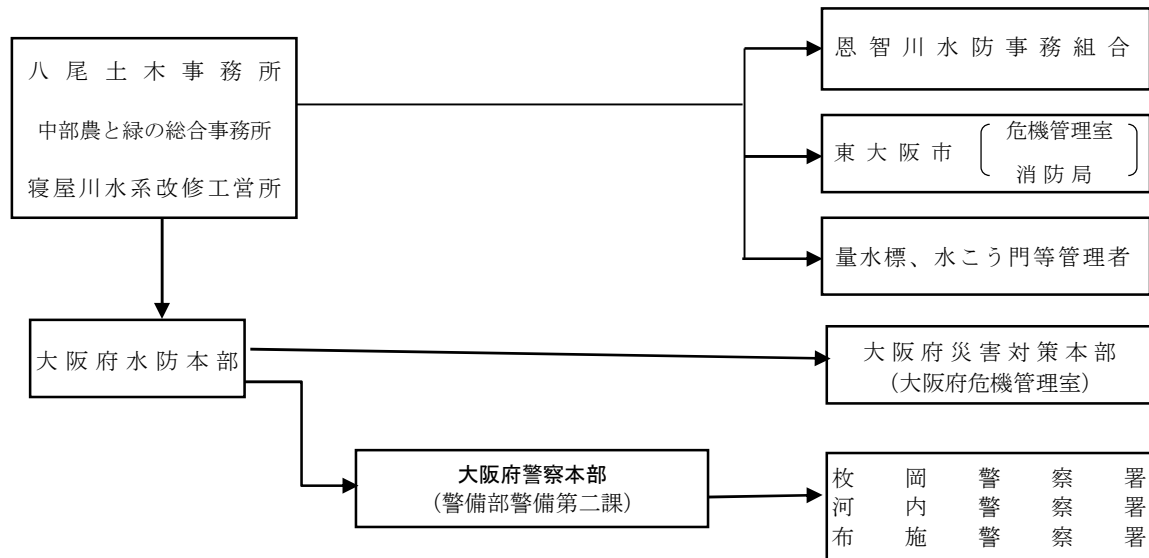 八尾土木事務所
中部農と緑の総合事務所
寝屋川水系改修工営所
恩智川水防事務組合
東大阪市
危機管理室
消防局
量水標、水こう門等管理者
大阪府水防本部
大阪府災害対策本部
(大阪府危機管理室)
大阪府警察本部
(警備部警備第二課)
枚岡警察署
河内警察署
布施警察署